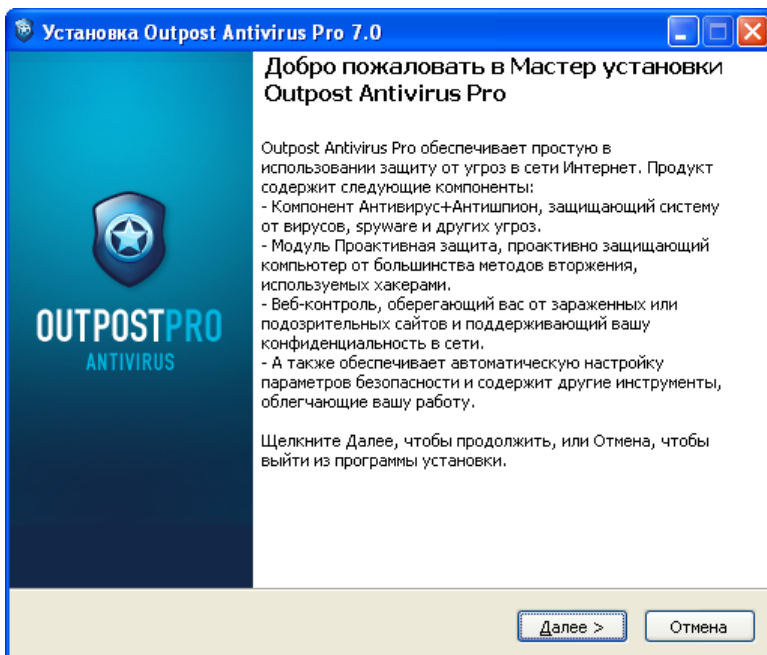 Установка Outpost Antivirus Pro 7.0
Добро пожаловать в Мастер установки
Outpost Antivirus Pro
Outpost Antivirus Pro обеспечивает простую в
использовании защиту от угроз в сети Интернет. Продукт
содержит следующие компоненты:
- Компонент Антивирус+Антишпион, защищающий систему
от вирусов, spyware и других угроз.
- Модуль Проактивная защита, проактивно защищающий
компьютер от большинства методов вторжения,
используемых хакерами.
- Веб-контроль, оберегающий вас от зараженных или
подозрительных сайтов и поддерживающий вашу
конфиденциальность в сети.
- А также обеспечивает автоматическую настройку
параметров безопасности и содержит другие инструменты,
облегчающие вашу работу.
Щелкните Далее, чтобы продолжить, или Отмена, чтобы
выйти из программы установки.
OUTPOSTPRO
ANTIVIRUS
Далее >
Отмена